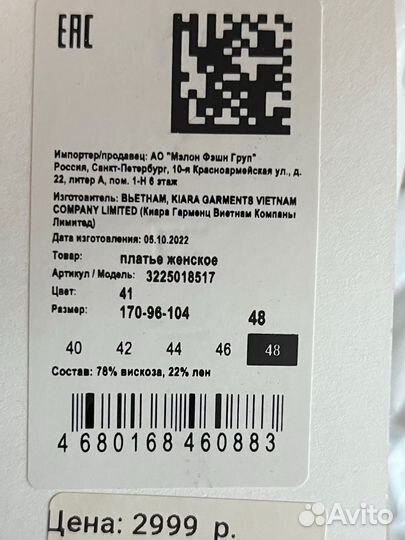 EAC
Импортер/продавец: АО "Мэлон Фэшн Груп"
Россия, Санкт-Петербург, 10-я Красноармейская ул., д.
22, литер А, пом. 1-Н 6 этаж
Изготовитель: ВЬЕТНАМ, KIARA GARMENTS VIETNAM
COMPANY LIMITED (Киара Гарменц Виетнам Компаны
Лимитед)
Дата изготовления: 05.10.2022
Товар: платье женское
Артикул / Модель: 3225018517
Цвет: 41
Размер: 170-96-104 48
40 42 44 46 48
Состав: 78% вискоза, 22% лен
4 680168 460883
Цена: 2999 р.
Avito